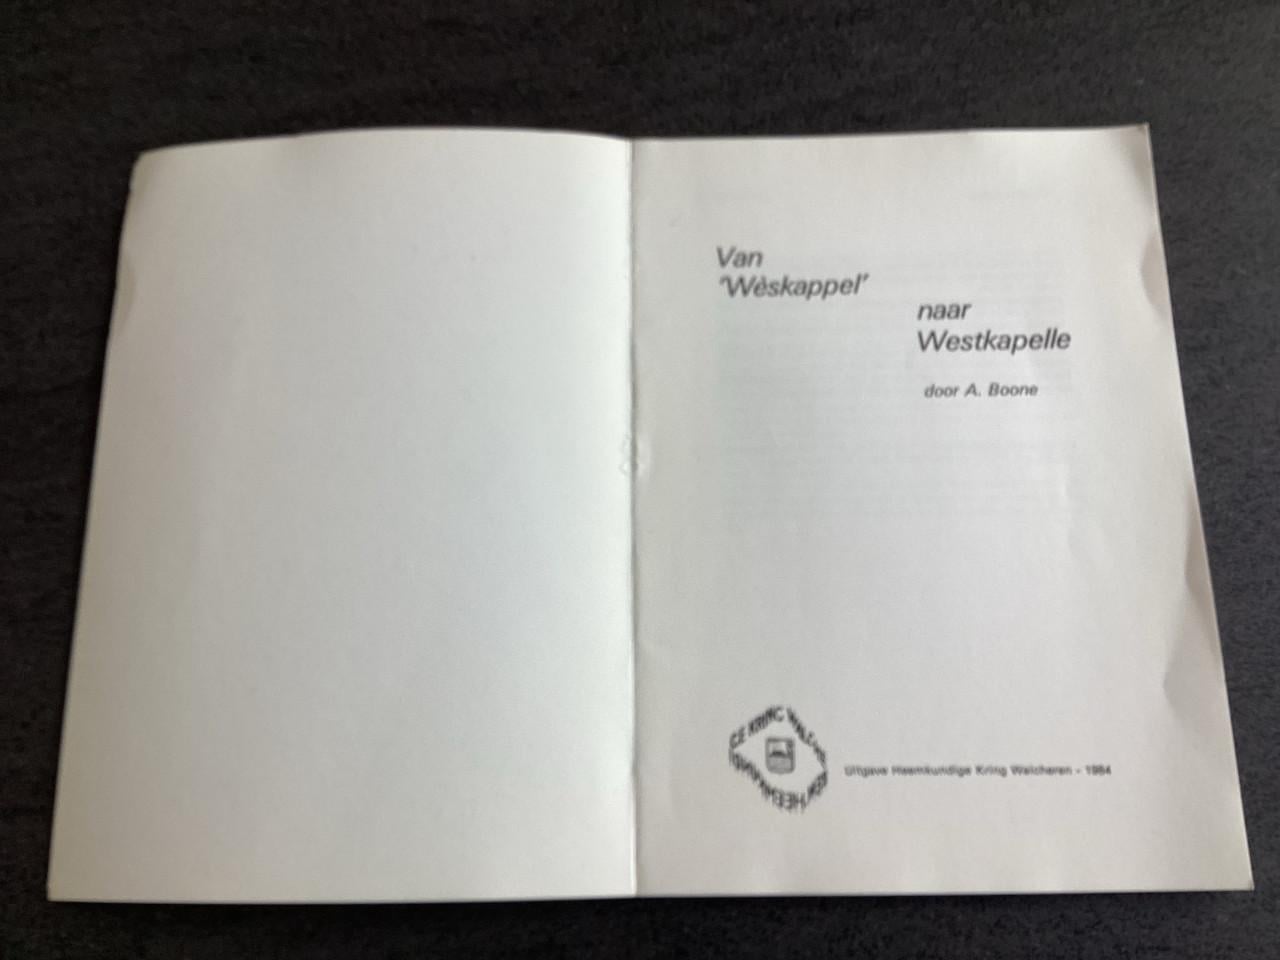 Van
'Wèskappel'
naar
Westkapelle
door A. Boone
Uitgave Heemkundige Kring Walcheren - 1984